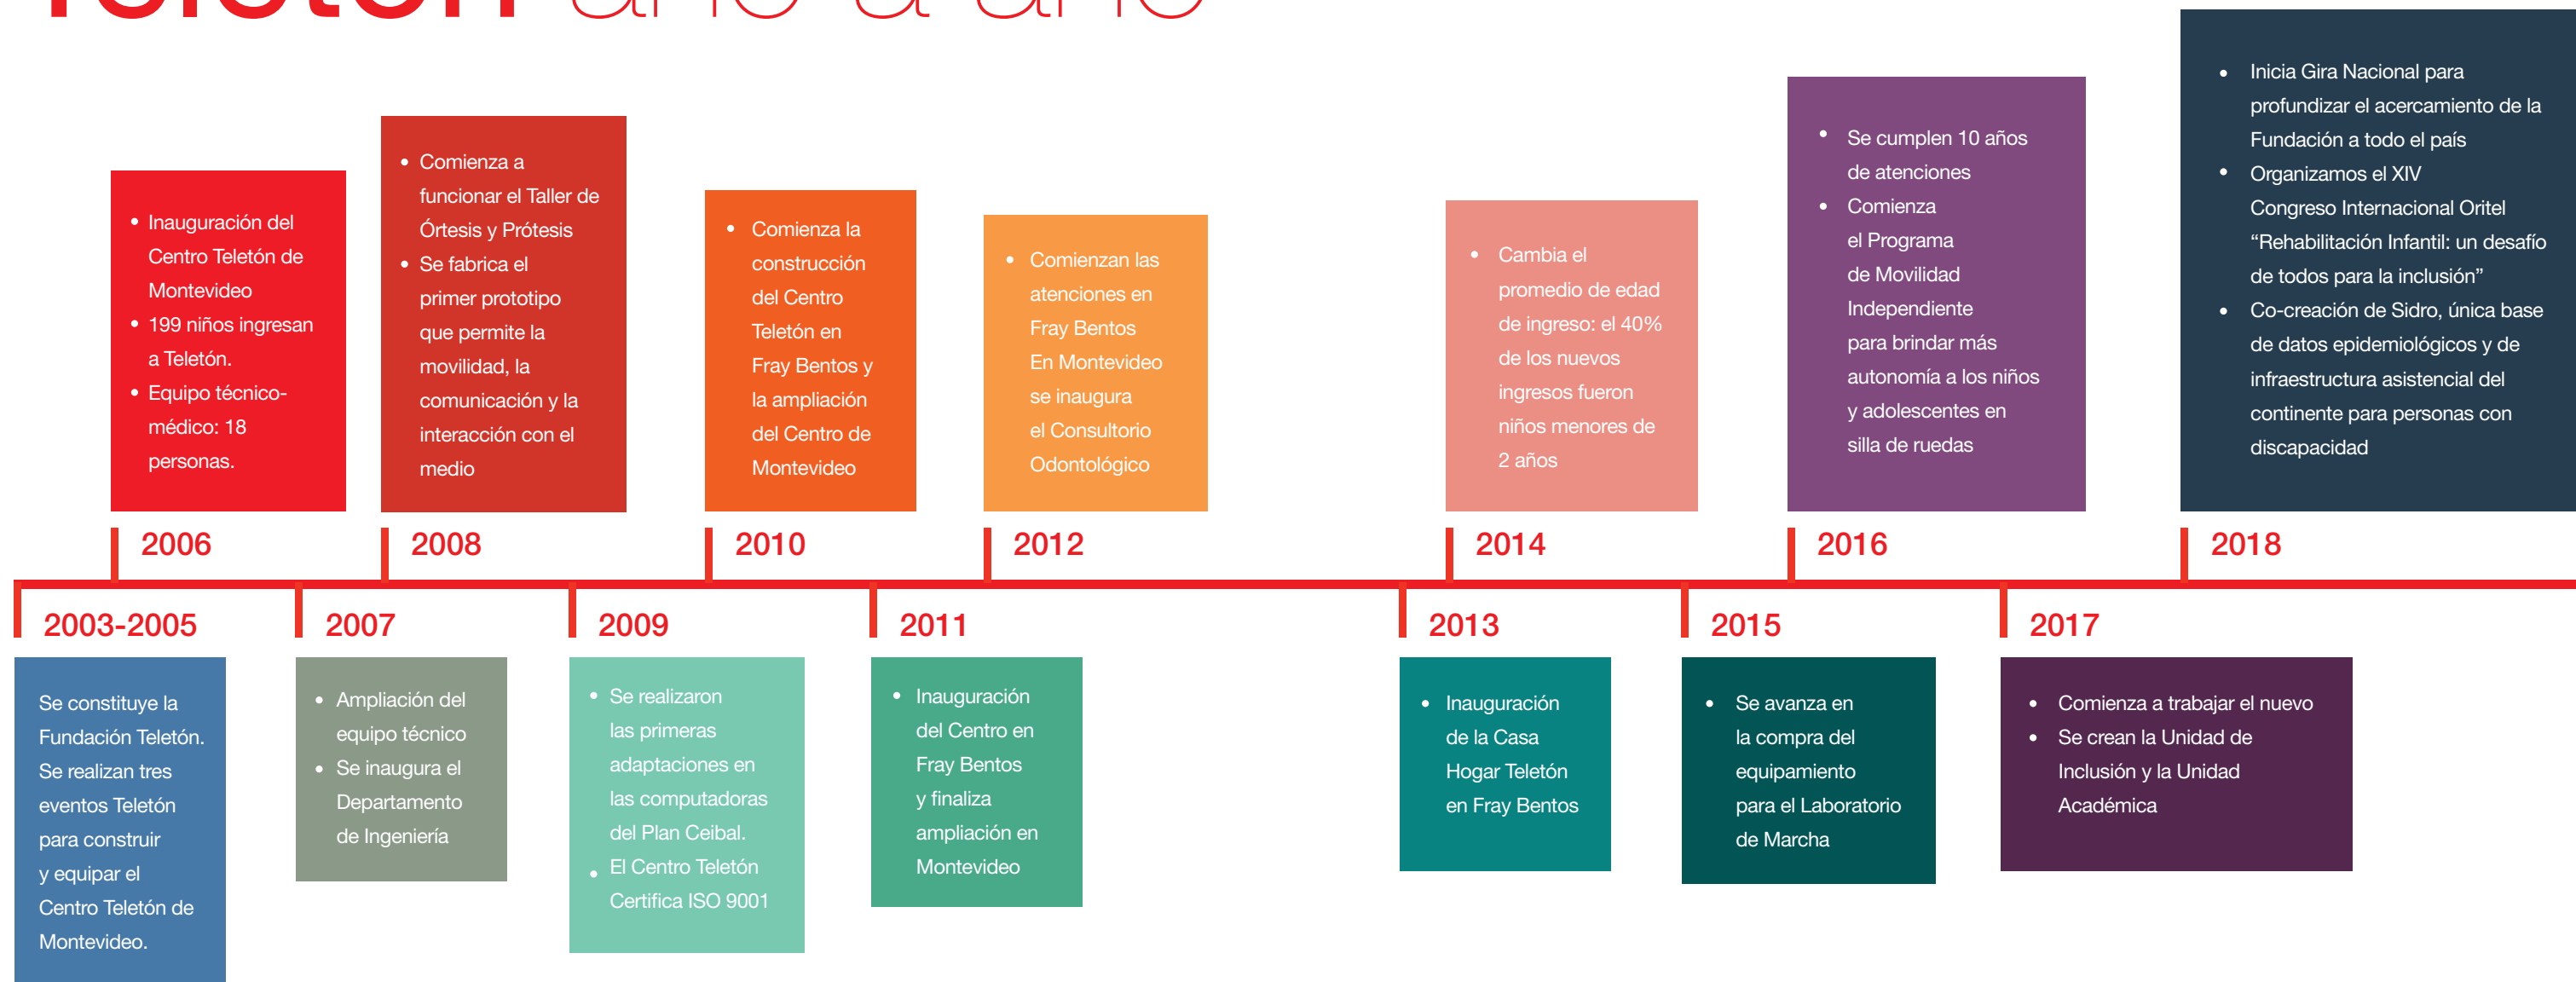 Teletón año a año
Inicia Gira Nacional para
profundizar el acercamiento de la
Fundación a todo el país
Organizamos el XIV
Congreso Internacional Oritel
“Rehabilitación Infantil: un desafío
de todos para la inclusión”
Co-creación de Sidro, única base
de datos epidemiológicos y de
infraestructura asistencial del
continente para personas con
discapacidad
Se cumplen 10 años
de atenciones
Comienza
el Programa
de Movilidad
Independiente
para brindar más
autonomía a los niños
y adolescentes en
silla de ruedas
Comienza a
funcionar el Taller de
Órtesis y Prótesis
Se fabrica el
primer prototipo
que permite la
movilidad, la
comunicación y la
interacción con el
medio
Inauguración del
Centro Teletón de
Montevideo
199 niños ingresan
a Teletón.
Equipo técnico-
médico: 18
personas.
Comienza la
construcción
del Centro
Teletón en
Fray Bentos y
la ampliación
del Centro de
Montevideo
Comienzan las
atenciones en
Fray Bentos
En Montevideo
se inaugura
el Consultorio
Odontológico
Cambia el
promedio de edad
de ingreso: el 40%
de los nuevos
ingresos fueron
niños menores de
2 años
2006
2008
2010
2012
2014
2016
2018
2003-2005
2007
2009
2011
2013
2015
2017
Se constituye la
Fundación Teletón.
Se realizan tres
eventos Teletón
para construir
y equipar el
Centro Teletón de
Montevideo.
Ampliación del
equipo técnico
Se inaugura el
Departamento
de Ingeniería
Se realizaron
las primeras
adaptaciones en
las computadoras
del Plan Ceibal.
El Centro Teletón
Certifica ISO 9001
Inauguración
del Centro en
Fray Bentos
y finaliza
ampliación en
Montevideo
Inauguración
de la Casa
Hogar Teletón
en Fray Bentos
Se avanza en
la compra del
equipamiento
para el Laboratorio
de Marcha
Comienza a trabajar el nuevo
Se crean la Unidad de
Inclusión y la Unidad
Académica